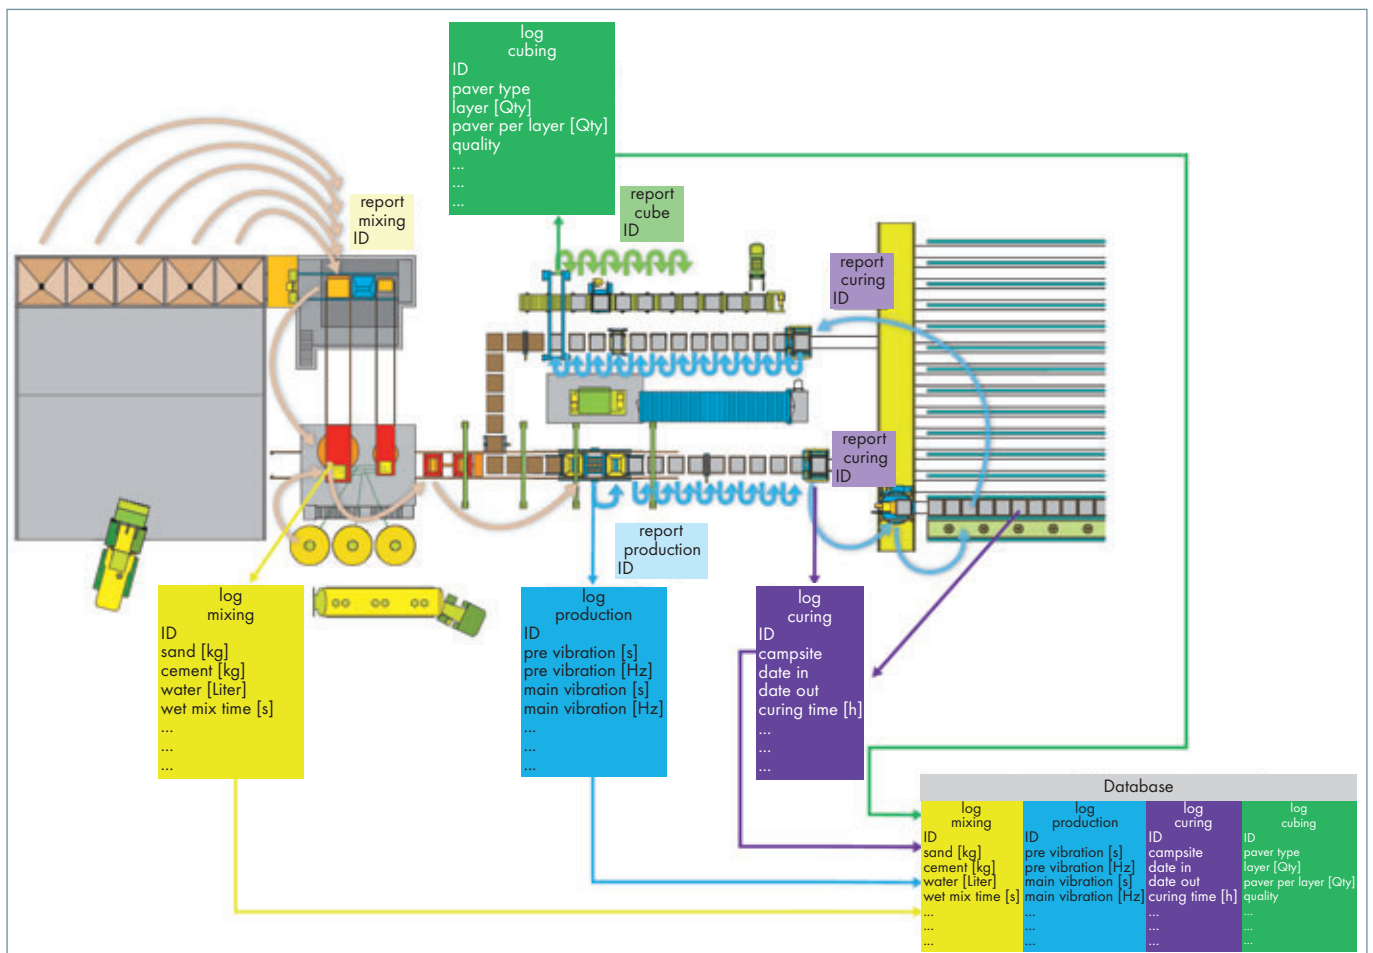 log
cubing
ID
paver type
layer [Qty]
paver per layer [Qty]
quality
...
...
...
report
mixing
ID
report
cube
ID
report
curing
ID
report
curing
ID
report
production
ID
log
mixing
ID
sand [kg]
cement [kg]
water [Liter]
wet mix time [s]
...
...
...
log
production
ID
pre vibration [s]
pre vibration [Hz]
main vibration [s]
main vibration [Hz]
...
...
...
log
curing
ID
campsite
date in
date out
curing time [h]
...
...
...
Database
log
mixing
ID
sand [kg]
cement [kg]
water [Liter]
wet mix time [s]
...
...
...
log
production
ID
pre vibration [s]
pre vibration [Hz]
main vibration [s]
main vibration [Hz]
...
...
...
log
curing
ID
campsite
date in
date out
curing time [h]
...
...
...
log
cubing
ID
paver type
layer [Qty]
paver per layer [Qty]
quality
...
...
...